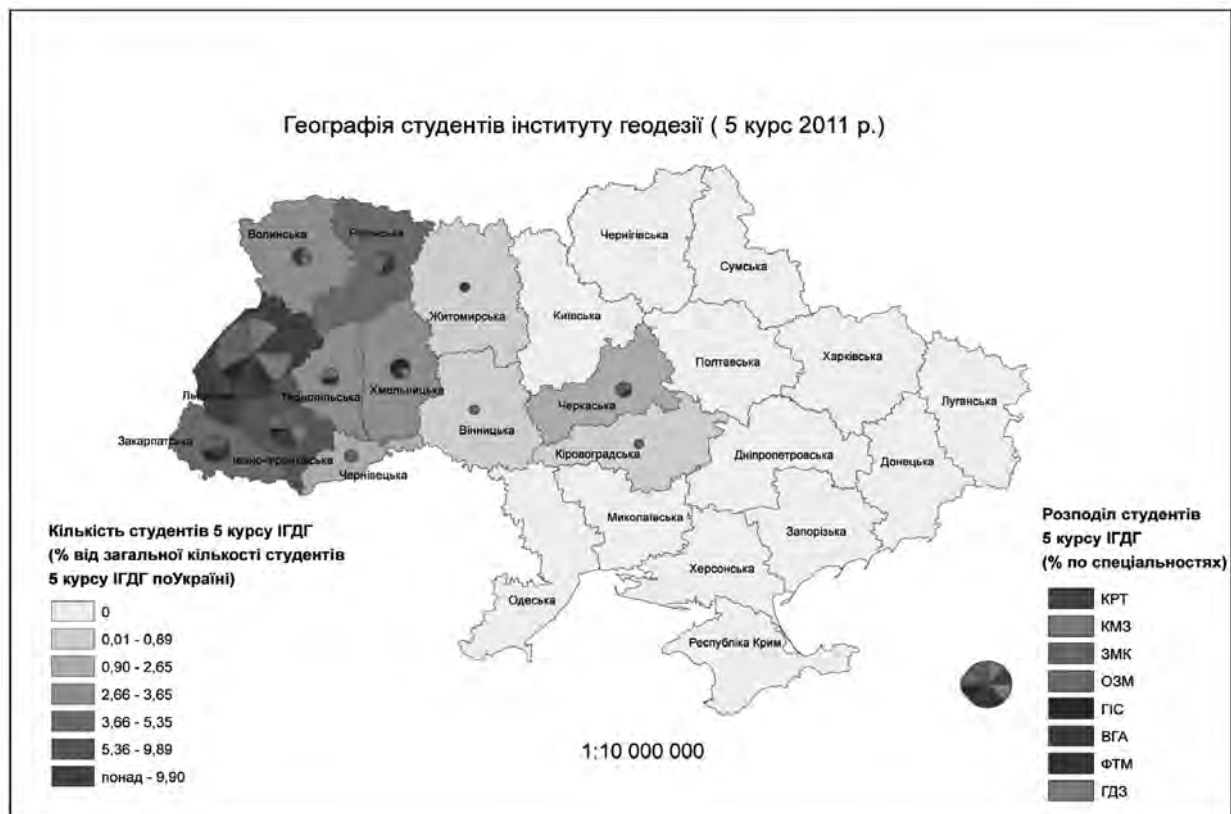 Географія студентів інституту геодезії ( 5 курс 2011 р.)
Волинська
Рівненська
Чернігівська
Сумська
Житомирська
Київська
Полтавська
Харківська
Луганська
Тернопільська
Хмельницька
Черкаська
Вінницька
Кіровоградська
Дніпропетровська
Донецька
Закарпатська
Івано-Франківське
Чернівецька
Миколаївська
Запорізька
Херсонська
Одеська
Республіка Крим
Кількість студентів 5 курсу ІГДГ
(% від загальної кількості студентів
5 курсу ІГДГ поУкраїні)
0
0,01 - 0,89
0,90 - 2,65
2,66 - 3,65
3,66 - 5,35
5,36 - 9,89
понад - 9,90
1:10 000 000
Розподіл студентів
5 курсу ІГДГ
(% по спеціальностях)
КРТ
КМЗ
ЗМК
ОЗМ
ГІС
ВГА
ФТМ
ГДЗ